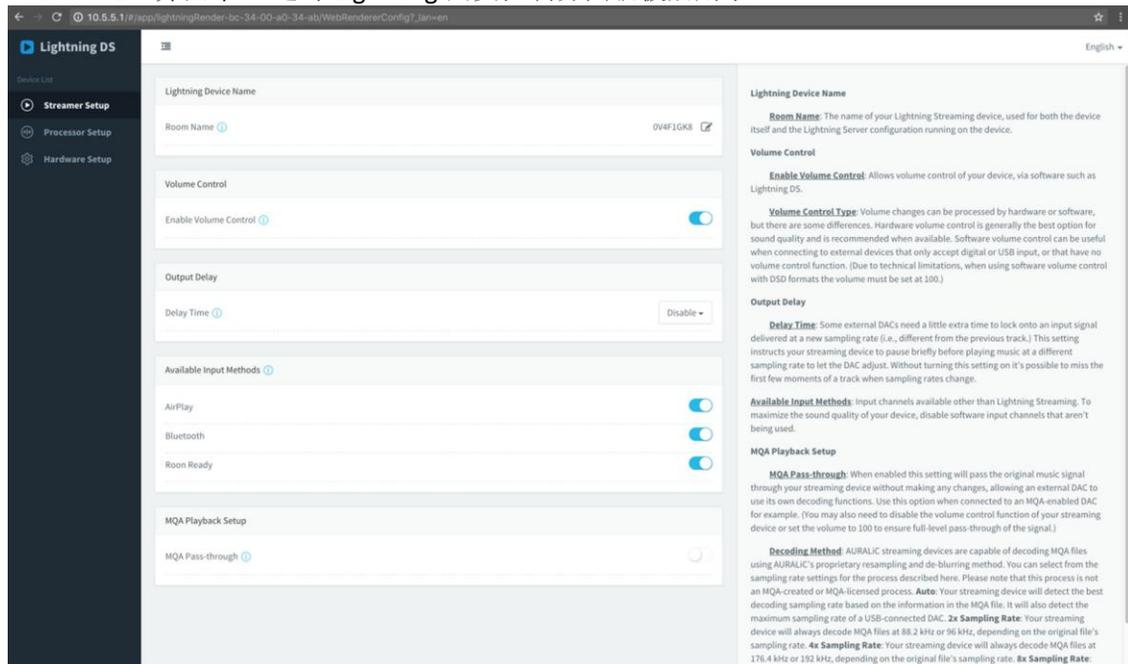 10.5.5.1/#/app/lightningRender-bc-34-00-a0-34-ab/WebRendererConfig?_lan=en
Lightning DS
English
Device List
Streamer Setup
Processor Setup
Hardware Setup
Lightning Device Name
Room Name
0V4F1GK8
Volume Control
Enable Volume Control
Output Delay
Delay Time
Disable
Available Input Methods
AirPlay
Bluetooth
Roon Ready
MQA Playback Setup
MQA Pass-through
Lightning Device Name
Room Name: The name of your Lightning Streaming device, used for both the device
itself and the Lightning Server configuration running on the device.
Volume Control
Enable Volume Control: Allows volume control of your device, via software such as
Lightning DS.
Volume Control Type: Volume changes can be processed by hardware or software,
but there are some differences. Hardware volume control is generally the best option for
sound quality and is recommended when available. Software volume control can be useful
when connecting to external devices that only accept digital or USB input, or that have no
volume control function. (Due to technical limitations, when using software volume control
with DSD formats the volume must be set at 100.)
Output Delay
Delay Time: Some external DACs need a little extra time to lock onto an input signal
delivered at a new sampling rate (i.e., different from the previous track.) This setting
instructs your streaming device to pause briefly before playing music at a different
sampling rate to let the DAC adjust. Without turning this setting on it's possible to miss the
first few moments of a track when sampling rates change.
Available Input Methods: Input channels available other than Lightning Streaming. To
maximize the sound quality of your device, disable software input channels that aren't
being used.
MQA Playback Setup
MQA Pass-through: When enabled this setting will pass the original music signal
through your streaming device without making any changes, allowing an external DAC to
use its own decoding functions. Use this option when connected to an MQA-enabled DAC
for example. (You may also need to disable the volume control function of your streaming
device or set the volume to 100 to ensure full-level pass-through of the signal.)
Decoding Method: AURALiC streaming devices are capable of decoding MQA files
using AURALiC's proprietary resampling and de-blurring method. You can select from the
sampling rate settings for the process described here. Please note that this process is not
an MQA-created or MQA-licensed process. Auto: Your streaming device will detect the best
decoding sampling rate based on the information in the MQA file. It will also detect the
maximum sampling rate of a USB-connected DAC. 2x Sampling Rate: Your streaming
device will always decode MQA files at 88.2 kHz or 96 kHz, depending on the original file's
sampling rate. 4x Sampling Rate: Your streaming device will always decode MQA files at
176.4 kHz or 192 kHz, depending on the original file's sampling rate. 8x Sampling Rate: